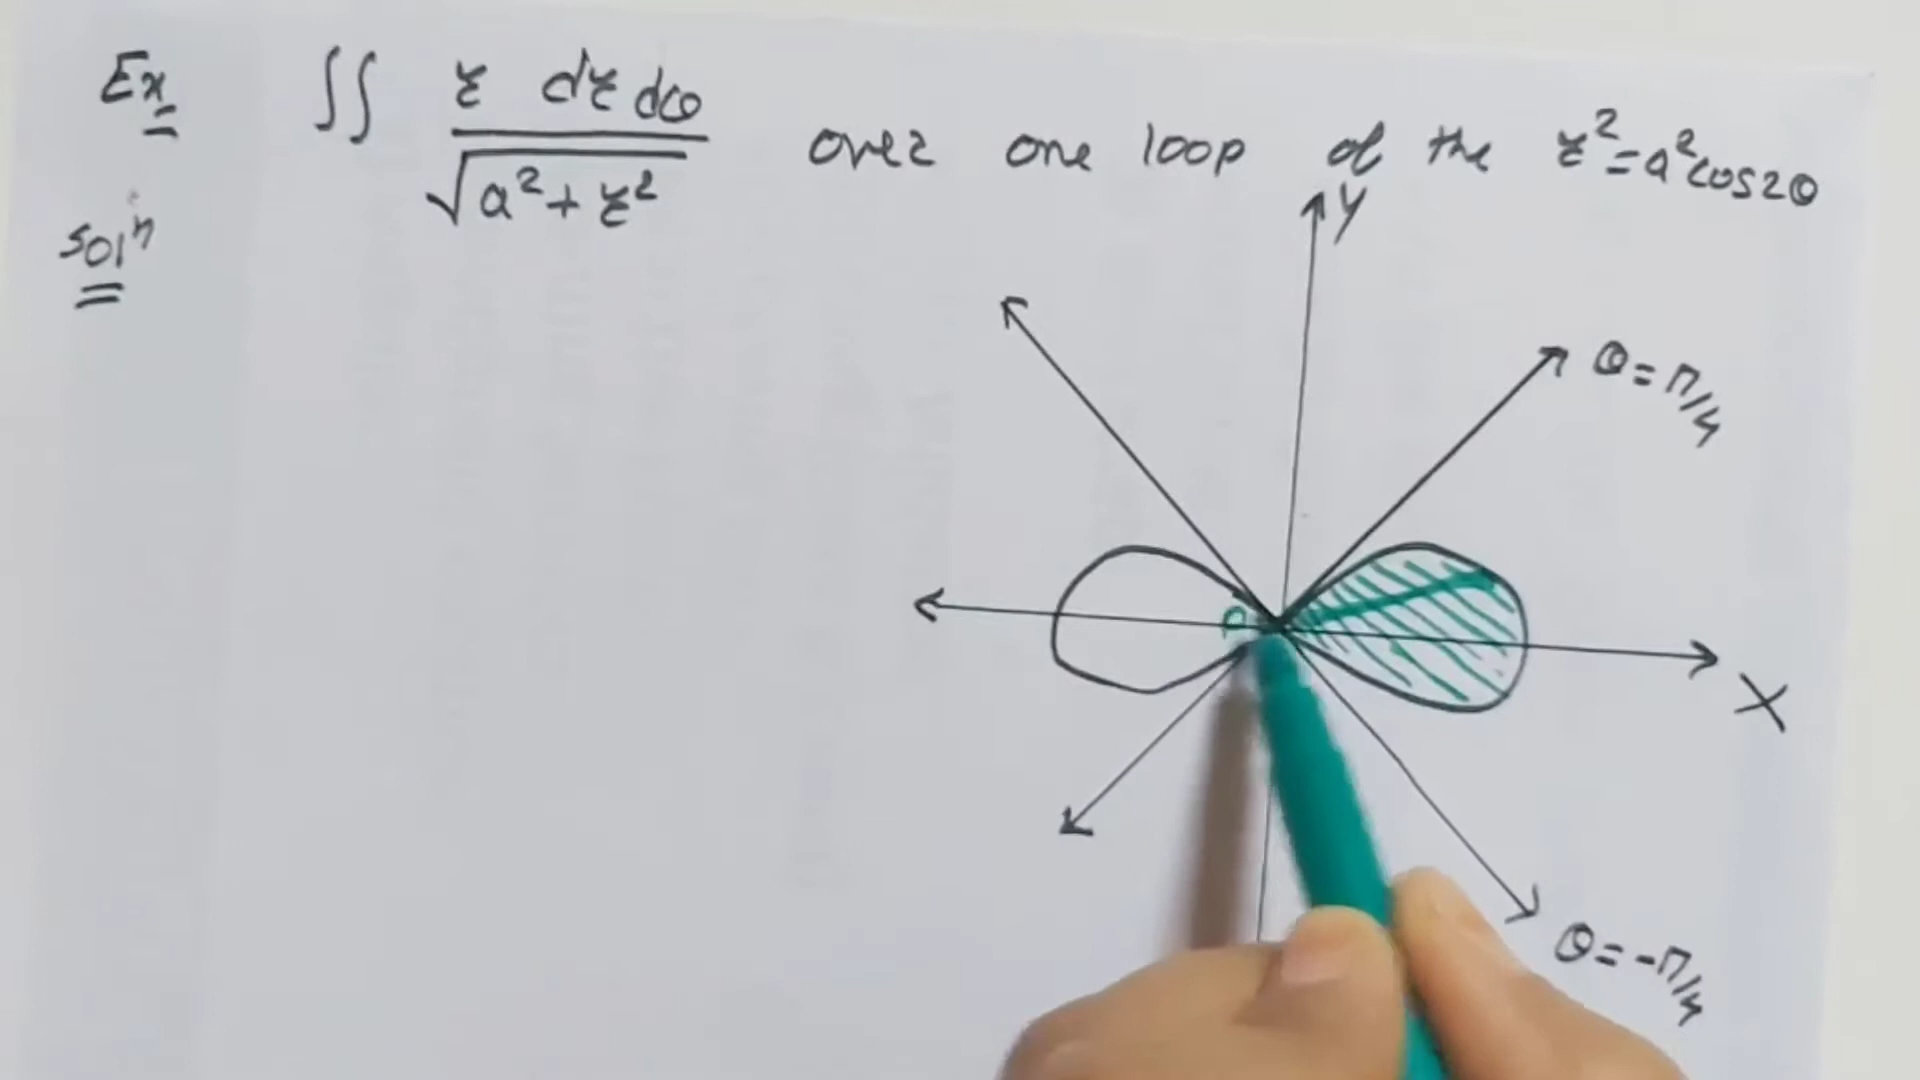 Ex ∬ r dr dθ / √(a²+r²) over one loop of the r²=a²cos2θ
Solⁿ
Y
θ=π/4
P
X
θ=-π/4